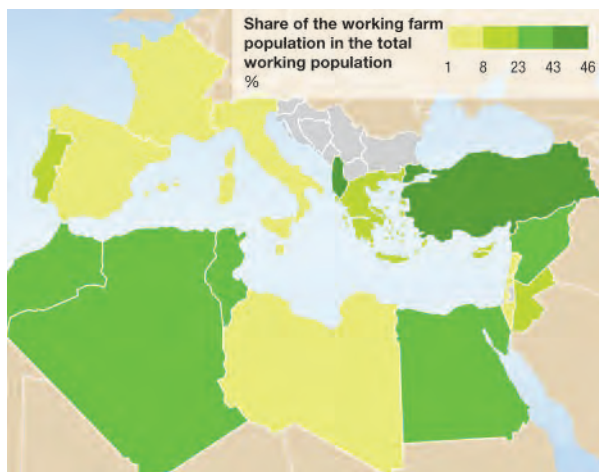 Share of the working farm
population in the total
working population
%
1 8 23 43 46